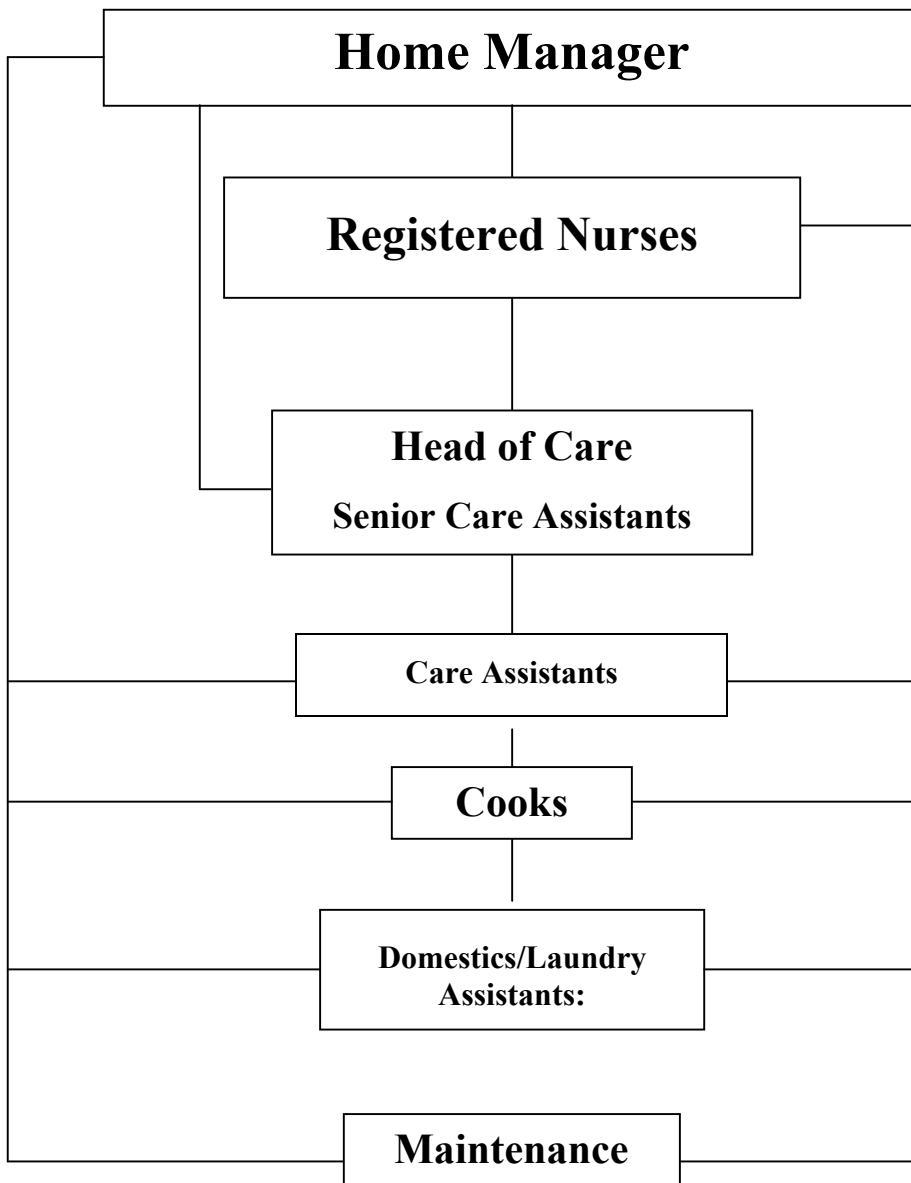 Home Manager
Registered Nurses
Head of Care
Senior Care Assistants
Care Assistants
Cooks
Domestics/Laundry
Assistants:
Maintenance